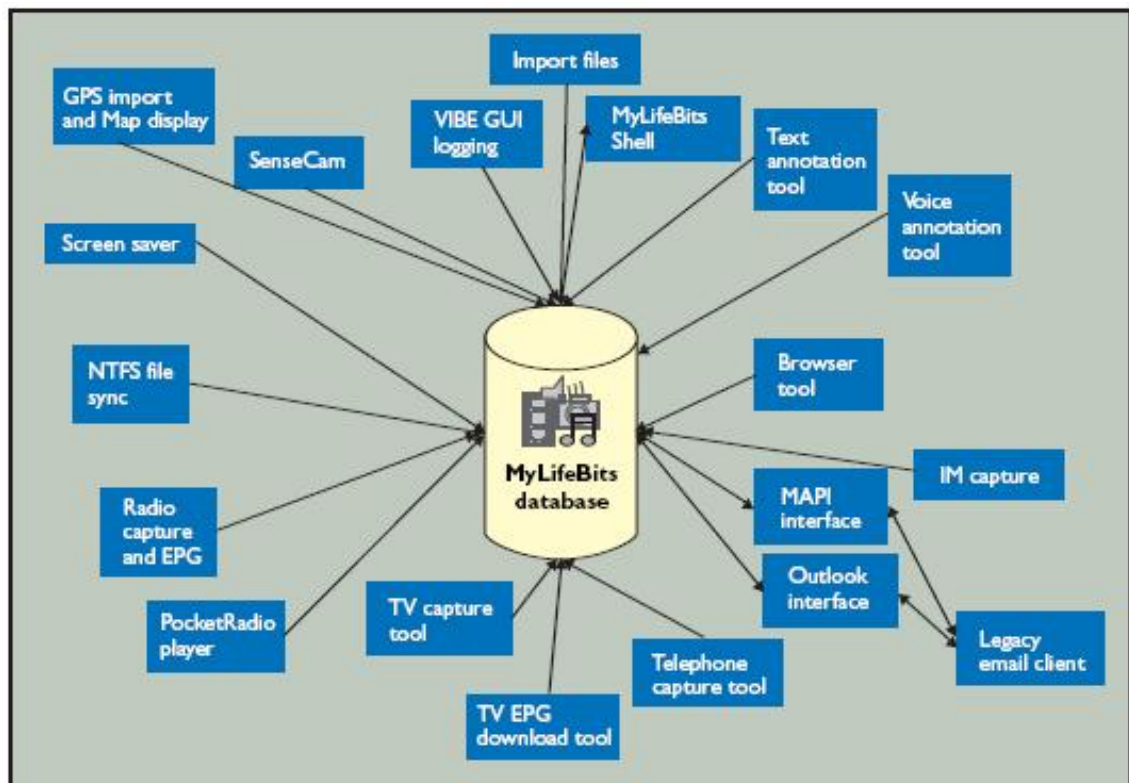 Import files
GPS import
and Map display
VIBE GUI
logging
MyLifeBits
Shell
Text
annotation
tool
SenseCam
Voice
annotation
tool
Screen saver
NTFS file
sync
Browser
tool
MyLifeBits
database
IM capture
Radio
capture
and EPG
MAPI
interface
Outlook
interface
PocketRadio
player
TV capture
tool
Telephone
capture tool
Legacy
email client
TV EPG
download tool